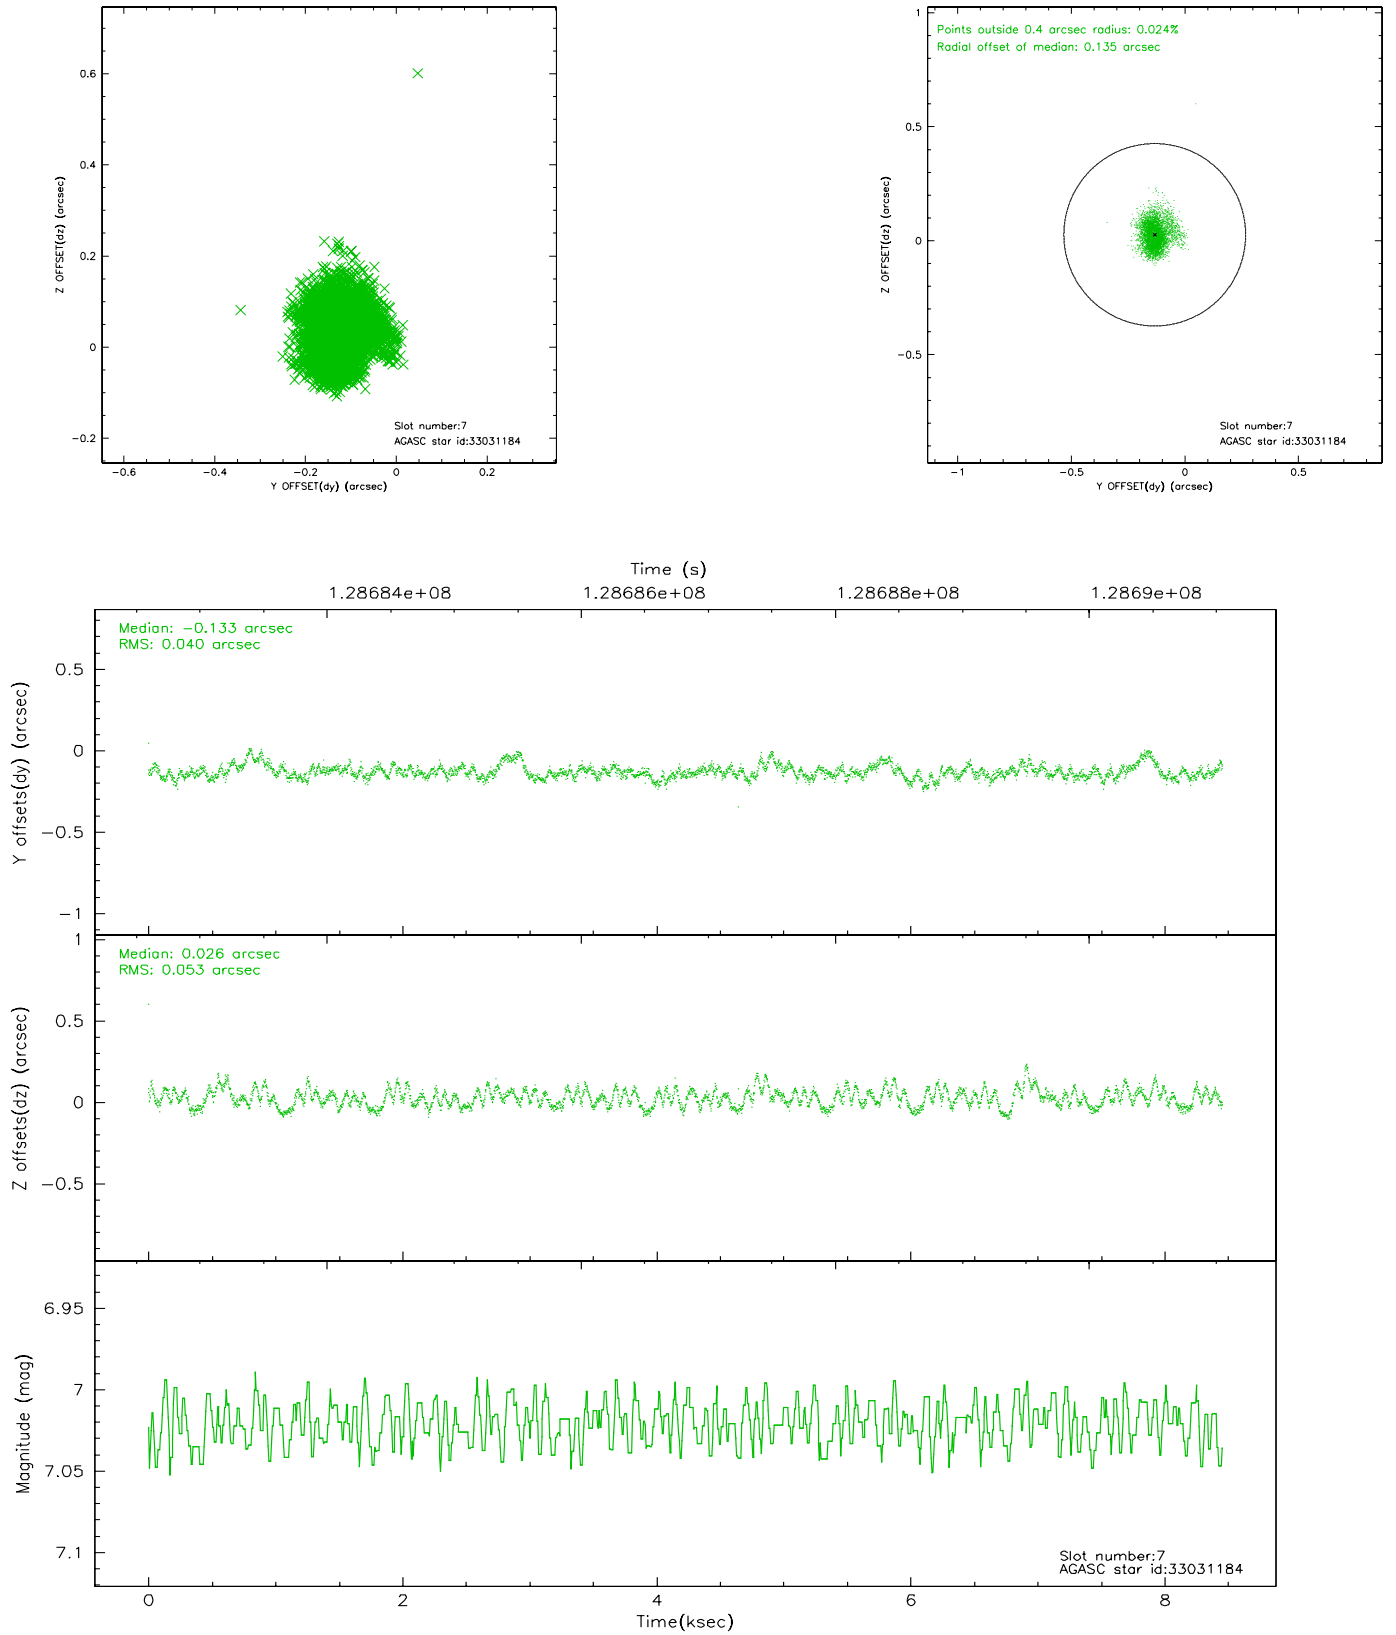 0.6
0.4
0.2
0
−0.2
Z OFFSET(dz) (arcsec)
Slot number:7
AGASC star id:33031184
−0.6 −0.4 −0.2 0 0.2
Y OFFSET(dy) (arcsec)
Points outside 0.4 arcsec radius: 0.024%
Radial offset of median: 0.135 arcsec
1
0.5
0
−0.5
Z OFFSET(dz) (arcsec)
Slot number:7
AGASC star id:33031184
−1 −0.5 0 0.5
Y OFFSET(dy) (arcsec)
Time (s)
1.28684e+08 1.28686e+08 1.28688e+08 1.2869e+08
Median: −0.133 arcsec
RMS: 0.040 arcsec
0.5
0
−0.5
−1
Y offsets(dy) (arcsec)
Median: 0.026 arcsec
RMS: 0.053 arcsec
1
0.5
0
−0.5
Z offsets(dz) (arcsec)
6.95
7
7.05
7.1
Magnitude (mag)
Slot number:7
AGASC star id:33031184
0 2 4 6 8
Time(ksec)